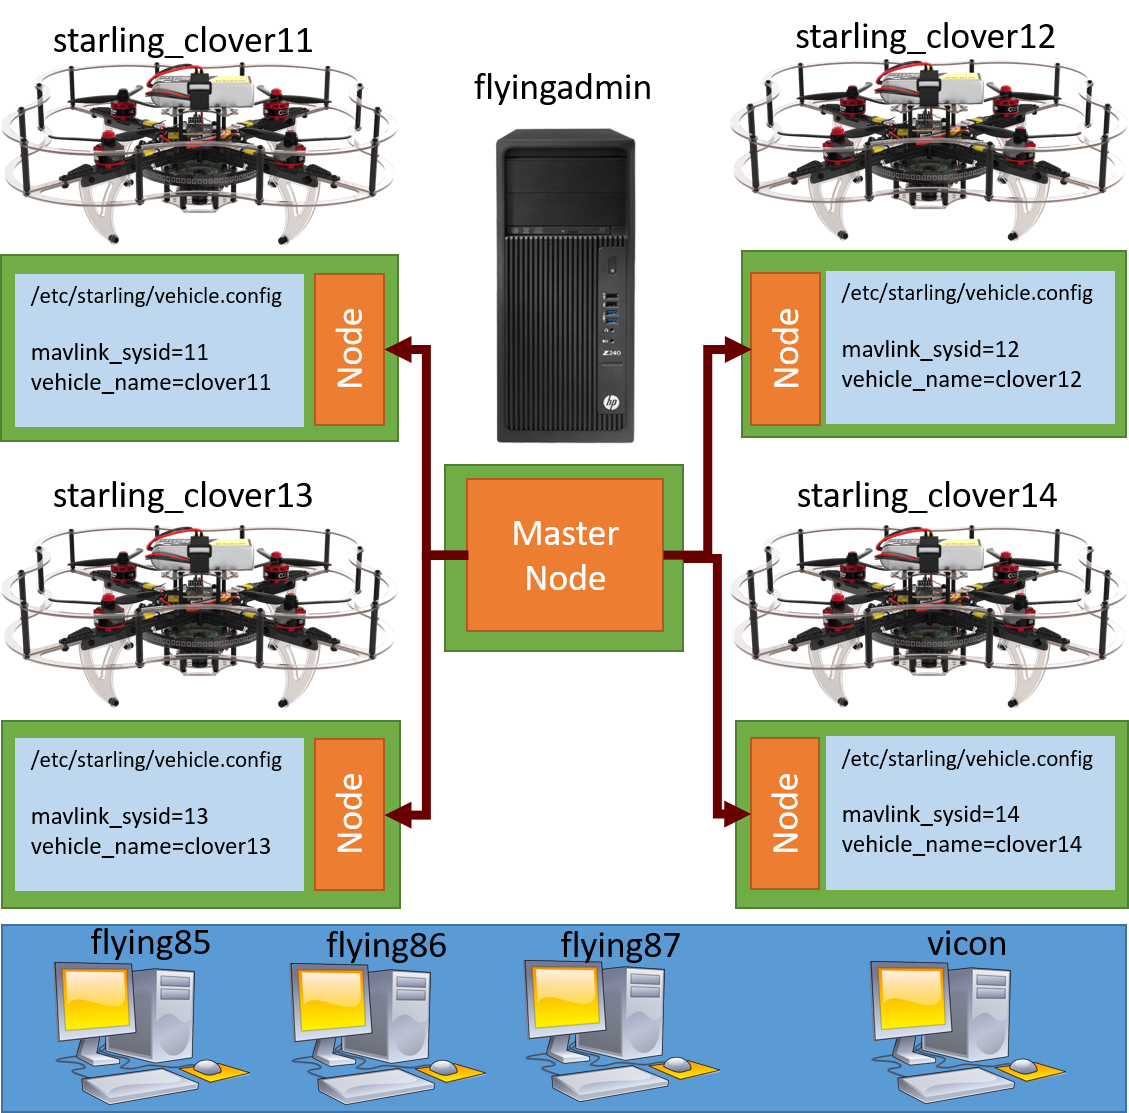 starling_clover11
flyingadmin
starling_clover12
/etc/starling/vehicle.config
mavlink_sysid=11
vehicle_name=clover11
Node
Z240
hp
Node
/etc/starling/vehicle.config
mavlink_sysid=12
vehicle_name=clover12
starling_clover13
Master
Node
starling_clover14
/etc/starling/vehicle.config
mavlink_sysid=13
vehicle_name=clover13
Node
Node
/etc/starling/vehicle.config
mavlink_sysid=14
vehicle_name=clover14
flying85
flying86
flying87
vicon